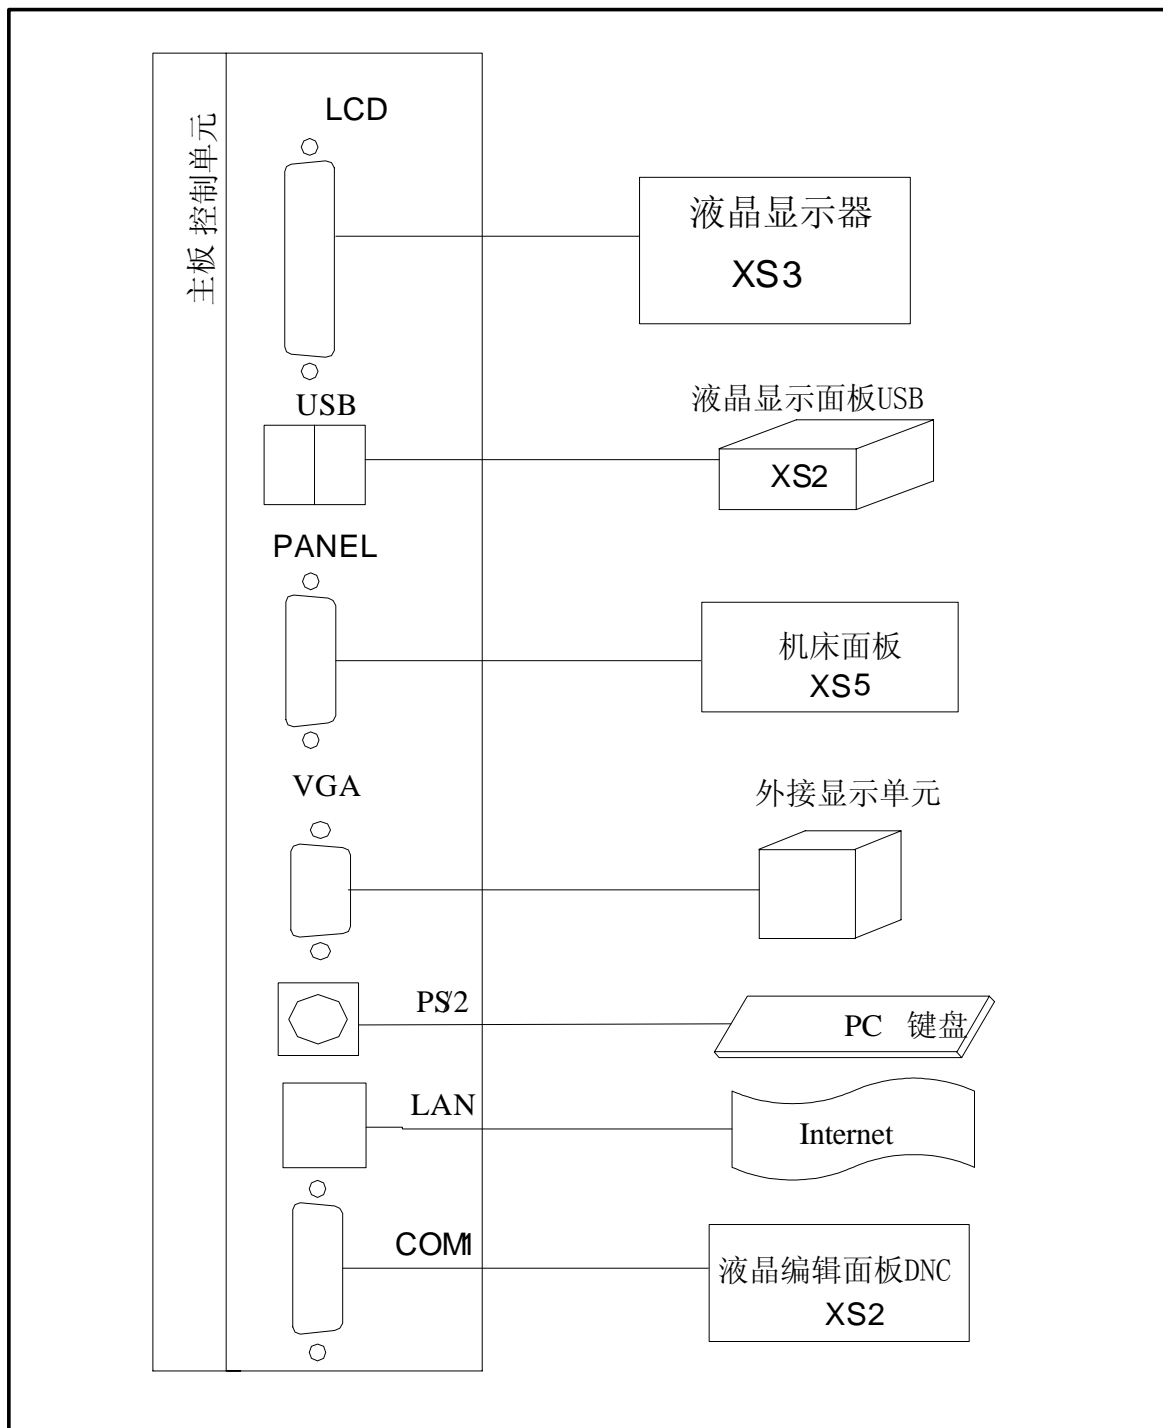 主板 控制单元
LCD
液晶显示器
XS3
USB
液晶显示面板USB
XS2
PANEL
机床面板
XS5
VGA
外接显示单元
PS/2
PC 键盘
LAN
Internet
COM1
液晶编辑面板DNC
XS2